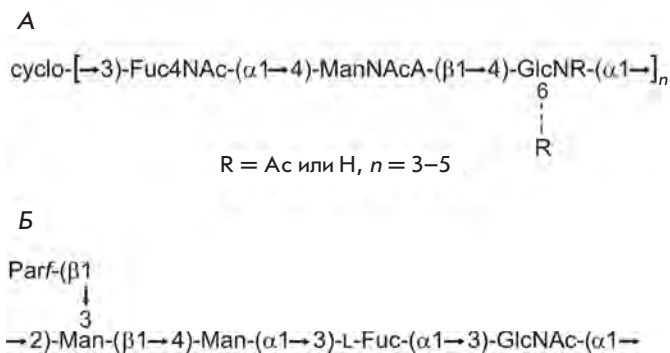 А
cyclo-[→3)-Fuc4NAc-(α1→4)-ManNAcA-(β1→4)-GlcNR-(α1→]n
6
R
R = Ac или H, n = 3–5
Б
Parf-(β1
↓
3
→2)-Man-(β1→4)-Man-(α1→3)-L-Fuc-(α1→3)-GlcNAc-(α1→